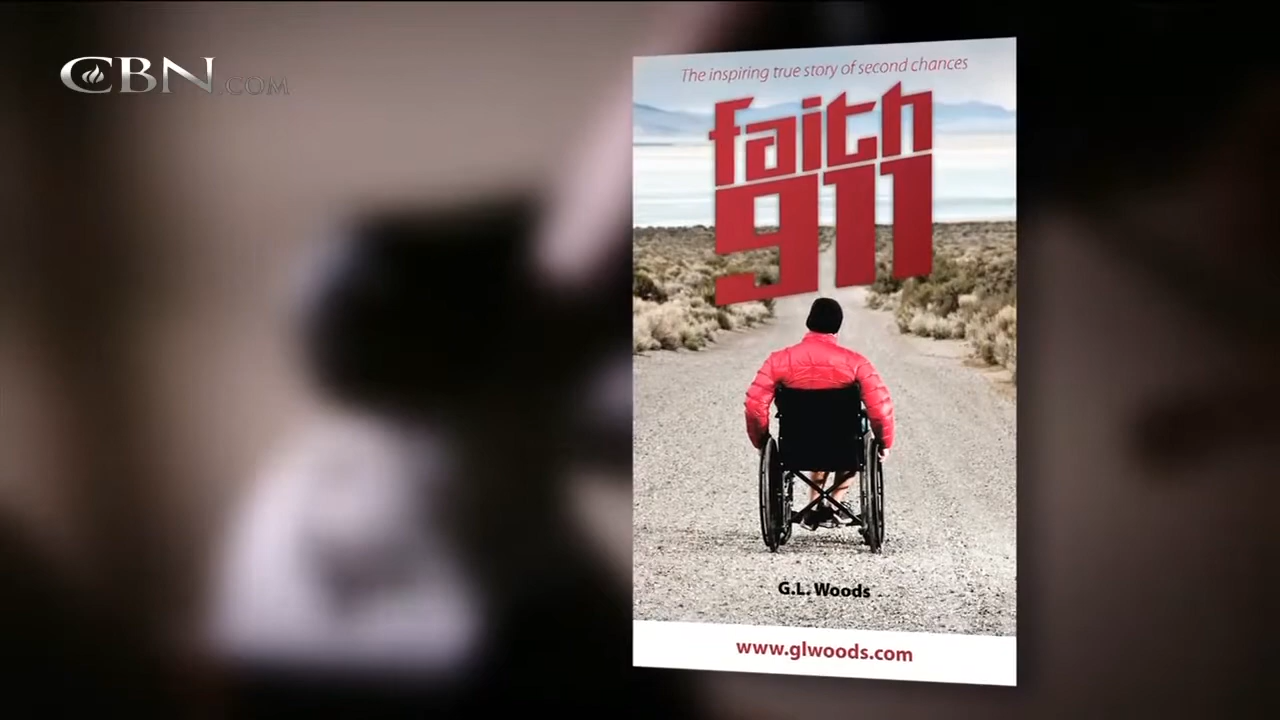 CBN.COM
The inspiring true story of second chances
faith
911
G.L. Woods
www.glwoods.com